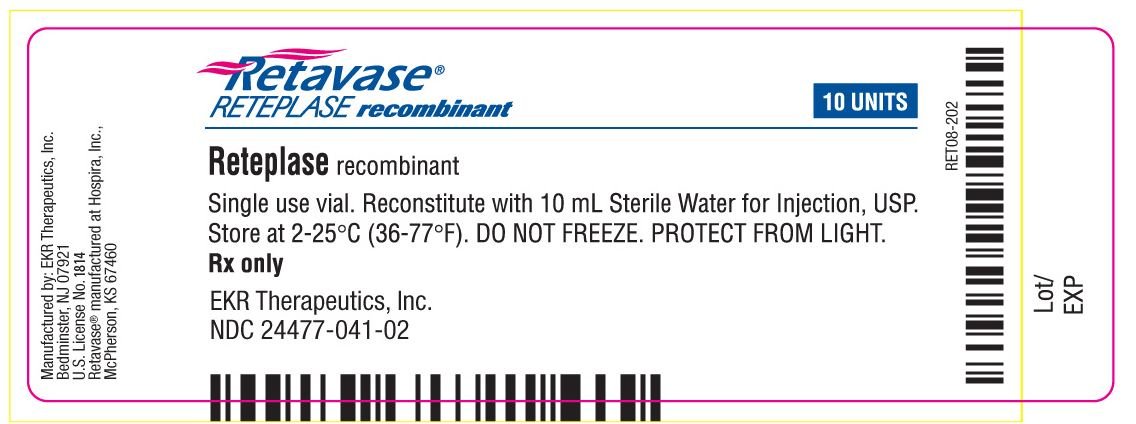 Retavase®
RETEPLASE recombinant
10 UNITS
Reteplase recombinant
Single use vial. Reconstitute with 10 mL Sterile Water for Injection, USP.
Store at 2-25°C (36-77°F). DO NOT FREEZE. PROTECT FROM LIGHT.
Rx only
EKR Therapeutics, Inc.
NDC 24477-041-02
Manufactured by: EKR Therapeutics, Inc.
Bedminster, NJ 07921
U.S. License No. 1814
Retavase® manufactured at Hospira, Inc.,
McPherson, KS 67460
RET08-202
Lot/
EXP